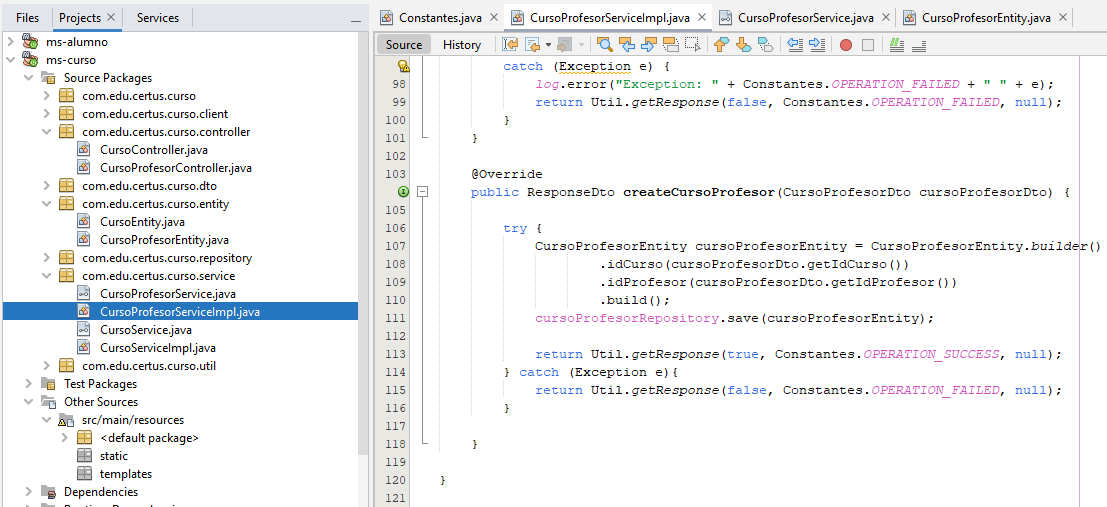 Files
Projects
Services
ms-alumno
ms-curso
Source Packages
com.edu.certus.curso
com.edu.certus.curso.client
com.edu.certus.curso.controller
CursoController.java
CursoProfesorController.java
com.edu.certus.curso.dto
com.edu.certus.curso.entity
CursoEntity.java
CursoProfesorEntity.java
com.edu.certus.curso.repository
com.edu.certus.curso.service
CursoProfesorService.java
CursoProfesorServiceImpl.java
CursoService.java
CursoServiceImpl.java
com.edu.certus.curso.util
Test Packages
Other Sources
src/main/resources
<default package>
static
templates
Dependencies
Constantes.java
CursoProfesorServiceImpl.java
CursoProfesorService.java
CursoProfesorEntity.java
Source
History
catch (Exception e) {
98 log.error("Exception: " + Constantes.OPERATION_FAILED + " " + e);
99 return Util.getResponse(false, Constantes.OPERATION_FAILED, null);
100 }
101 }
102
103 @Override
public ResponseDto createCursoProfesor(CursoProfesorDto cursoProfesorDto) {
105
106 try {
107 CursoProfesorEntity cursoProfesorEntity = CursoProfesorEntity.builder()
108 .idCurso(cursoProfesorDto.getIdCurso())
109 .idProfesor(cursoProfesorDto.getIdProfesor())
110 .build();
111 cursoProfesorRepository.save(cursoProfesorEntity);
112
113 return Util.getResponse(true, Constantes.OPERATION_SUCCESS, null);
114 } catch (Exception e){
115 return Util.getResponse(false, Constantes.OPERATION_FAILED, null);
116 }
117
118 }
119
120 }
121